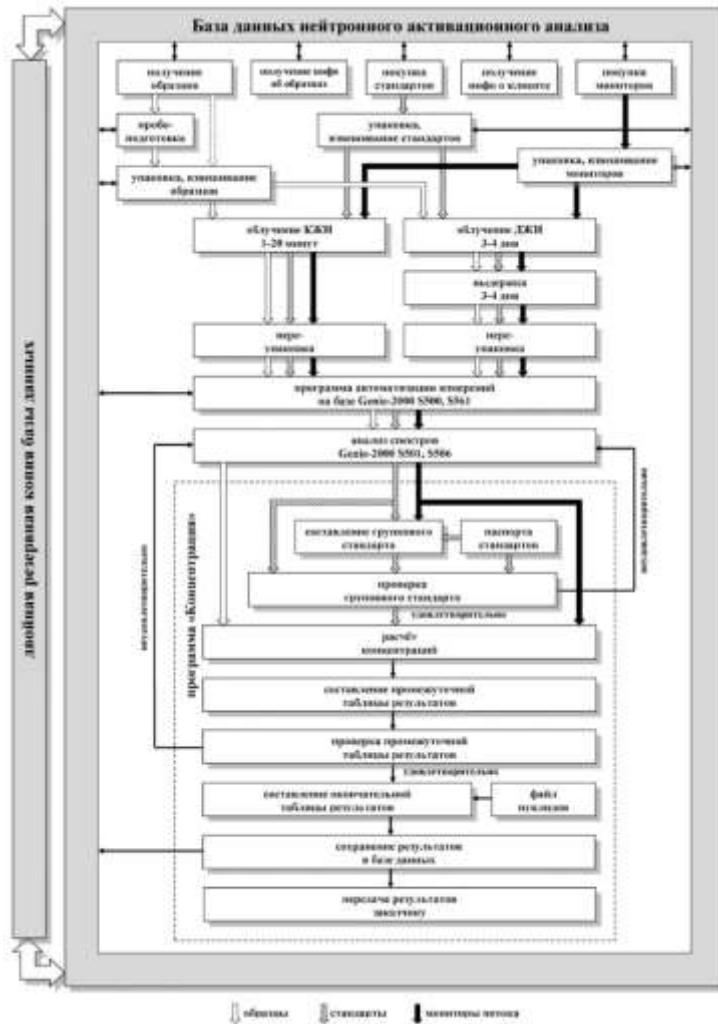 База данных нейтронного активационного анализа
двойная резервная копия базы данных
получение
образцов
получение инфо
об образцах
покупка
стандартов
получение
инфо о клиенте
покупка
мониторов
пробо-
подготовка
упаковка,
взвешивание стандартов
упаковка, взвешивание
мониторов
упаковка, взвешивание
образцов
облучение КЖИ
1–20 минут
облучение ДЖИ
3–4 дня
выдержка
3–4 дня
пере-
упаковка
пере-
упаковка
программа автоматизации измерений
на базе Genie-2000 S500, S561
анализ спектров
Genie-2000 S501, S506
неудовлетворительно
неудовлетворительно
программа «Концентрация»
составление группового
стандарта
паспорта
стандартов
проверка
группового стандарта
удовлетворительно
расчёт
концентраций
составление промежуточной
таблицы результатов
проверка промежуточной
таблицы результатов
удовлетворительно
составление окончательной
таблицы результатов
файл
нуклидов
сохранение результатов
в базе данных
передача результатов
заказчику
образцы
стандарты
мониторы потока